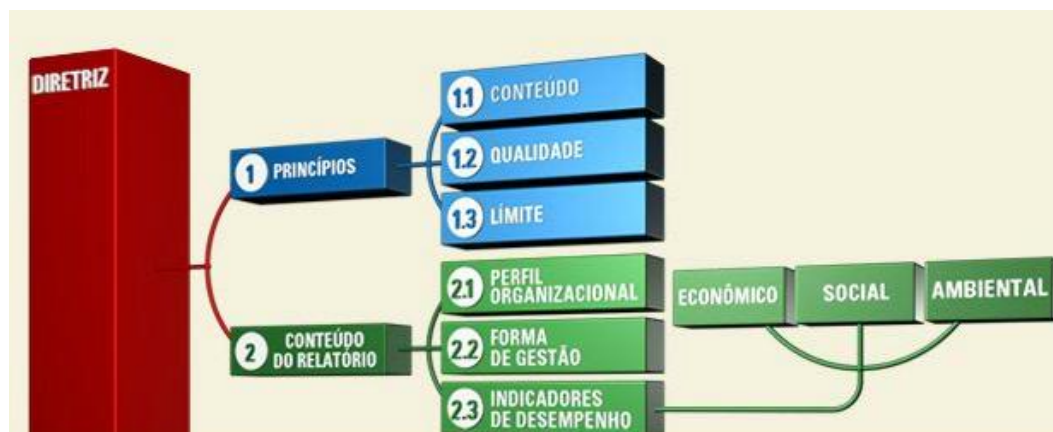 DIRETRIZ
1 PRINCÍPIOS
1.1 CONTEÚDO
1.2 QUALIDADE
1.3 LÍMITE
2 CONTEÚDO
DO RELATÓRIO
2.1 PERFIL
ORGANIZACIONAL
2.2 FORMA
DE GESTÃO
2.3 INDICADORES
DE DESEMPENHO
ECONÔMICO
SOCIAL
AMBIENTAL